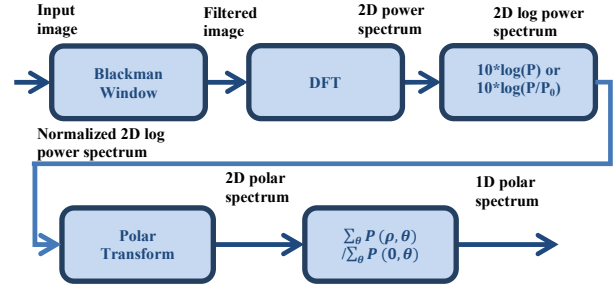 Input
image
Filtered
image
2D power
spectrum
2D log power
spectrum
Blackman
Window
DFT
10*log(P) or
10*log(P/P₀)
Normalized 2D log
power spectrum
2D polar
spectrum
1D polar
spectrum
Polar
Transform
∑θ P (ρ, θ)
/∑θ P (0, θ)